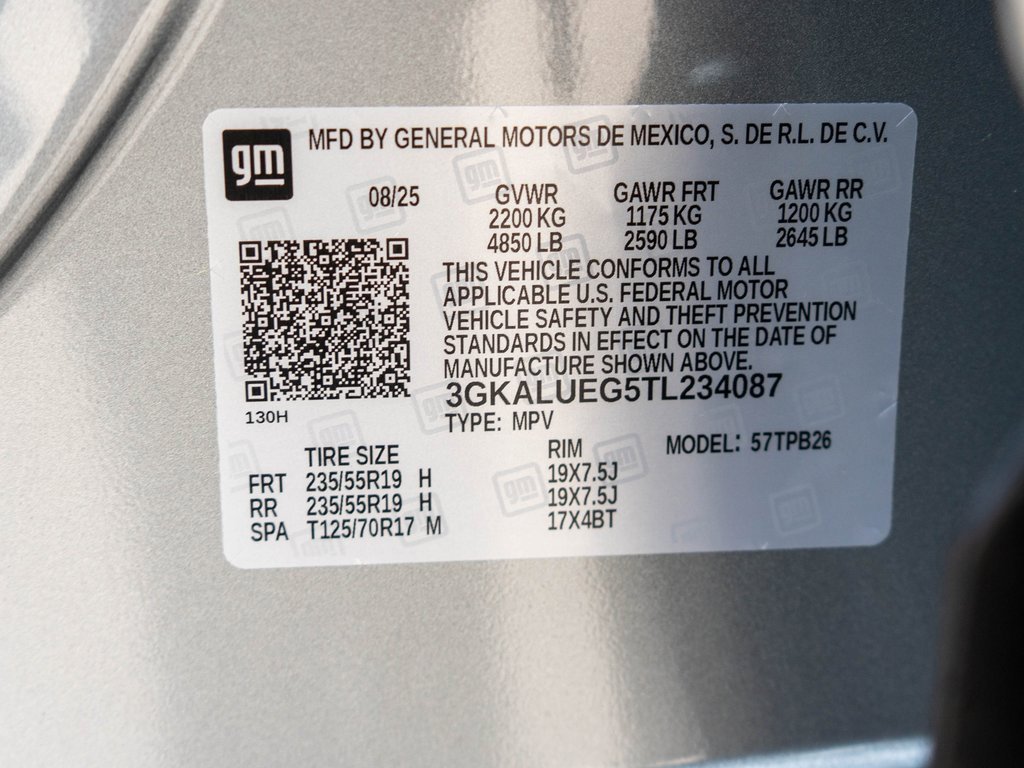 gm
MFD BY GENERAL MOTORS DE MEXICO, S. DE R.L. DE C.V.
08/25 GVWR GAWR FRT GAWR RR
2200 KG 1175 KG 1200 KG
4850 LB 2590 LB 2645 LB
THIS VEHICLE CONFORMS TO ALL
APPLICABLE U.S. FEDERAL MOTOR
VEHICLE SAFETY AND THEFT PREVENTION
STANDARDS IN EFFECT ON THE DATE OF
MANUFACTURE SHOWN ABOVE.
3GKALUEG5TL234087
130H
TYPE: MPV MODEL: 57TPB26
TIRE SIZE RIM
FRT 235/55R19 H 19X7.5J
RR 235/55R19 H 19X7.5J
SPA T125/70R17 M 17X4BT